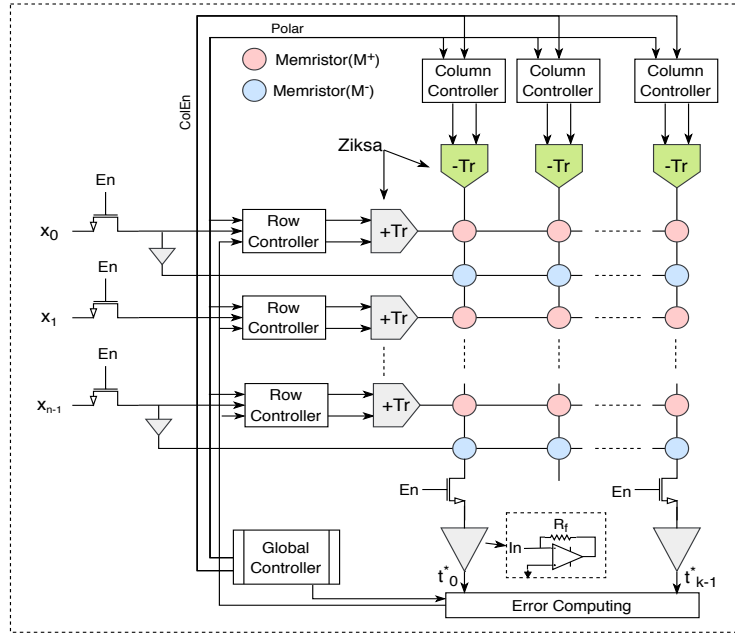 Polar
ColEn
Memristor(M⁺)
Memristor(M⁻)
Column
Controller
Column
Controller
Column
Controller
Ziksa
-Tr
-Tr
-Tr
En
x₀
Row
Controller
+Tr
En
x₁
Row
Controller
+Tr
En
xₙ₋₁
Row
Controller
+Tr
En
En
Global
Controller
In
R_f
t*₀
t*ₖ₋₁
Error Computing